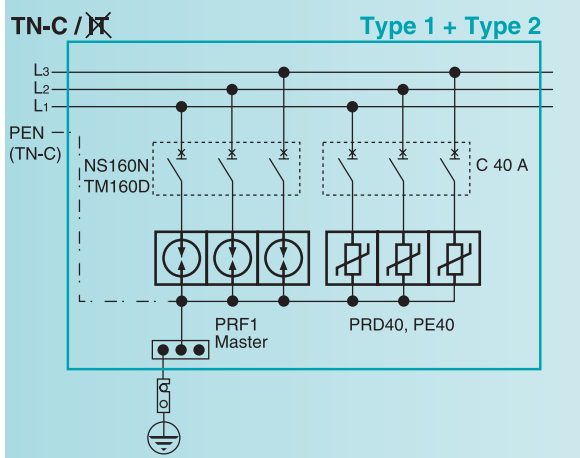 TN-C / IT
Type 1 + Type 2
L3
L2
L1
PEN
(TN-C)
NS160N
TM160D
C 40 A
PRF1
Master
PRD40, PE40